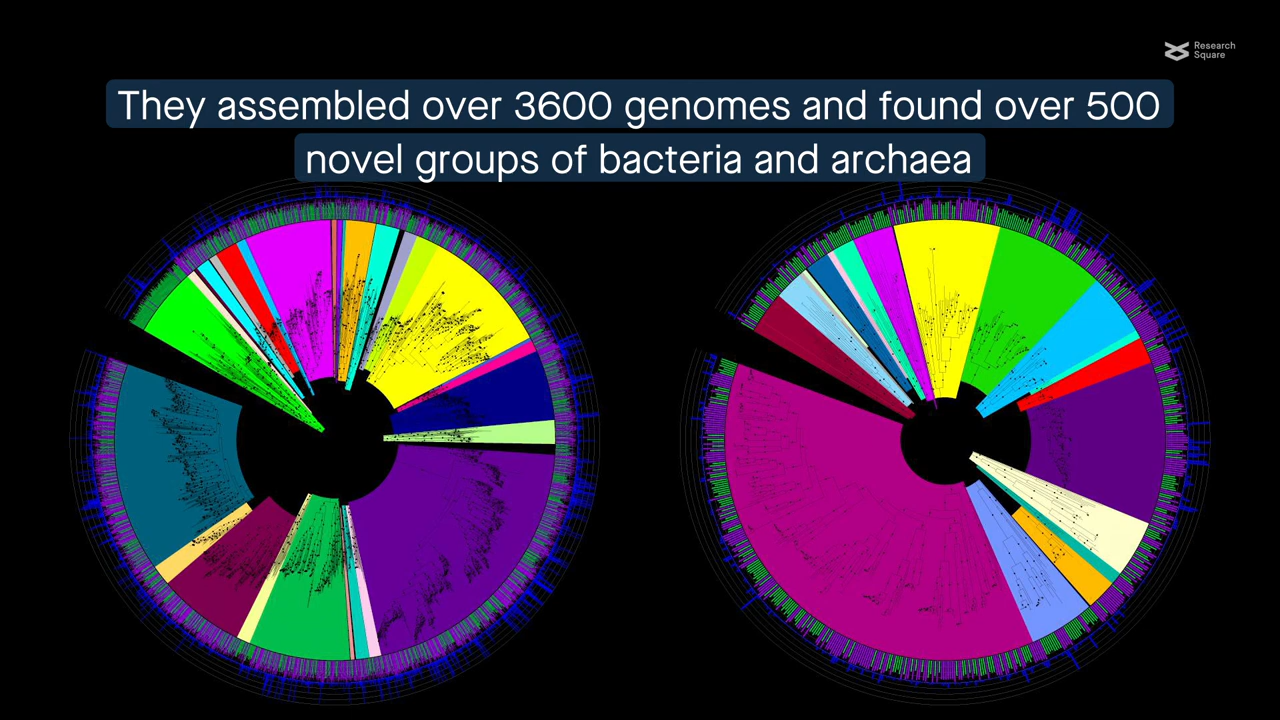 Research
Square
They assembled over 3600 genomes and found over 500
novel groups of bacteria and archaea